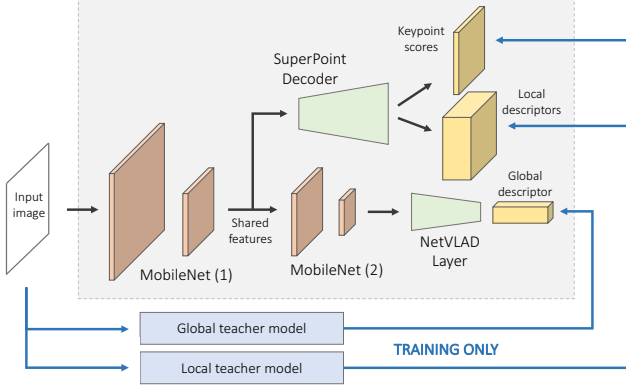 Keypoint
scores
SuperPoint
Decoder
Local
descriptors
Input
image
Shared
features
Global
descriptor
MobileNet (1)
MobileNet (2)
NetVLAD
Layer
Global teacher model
TRAINING ONLY
Local teacher model